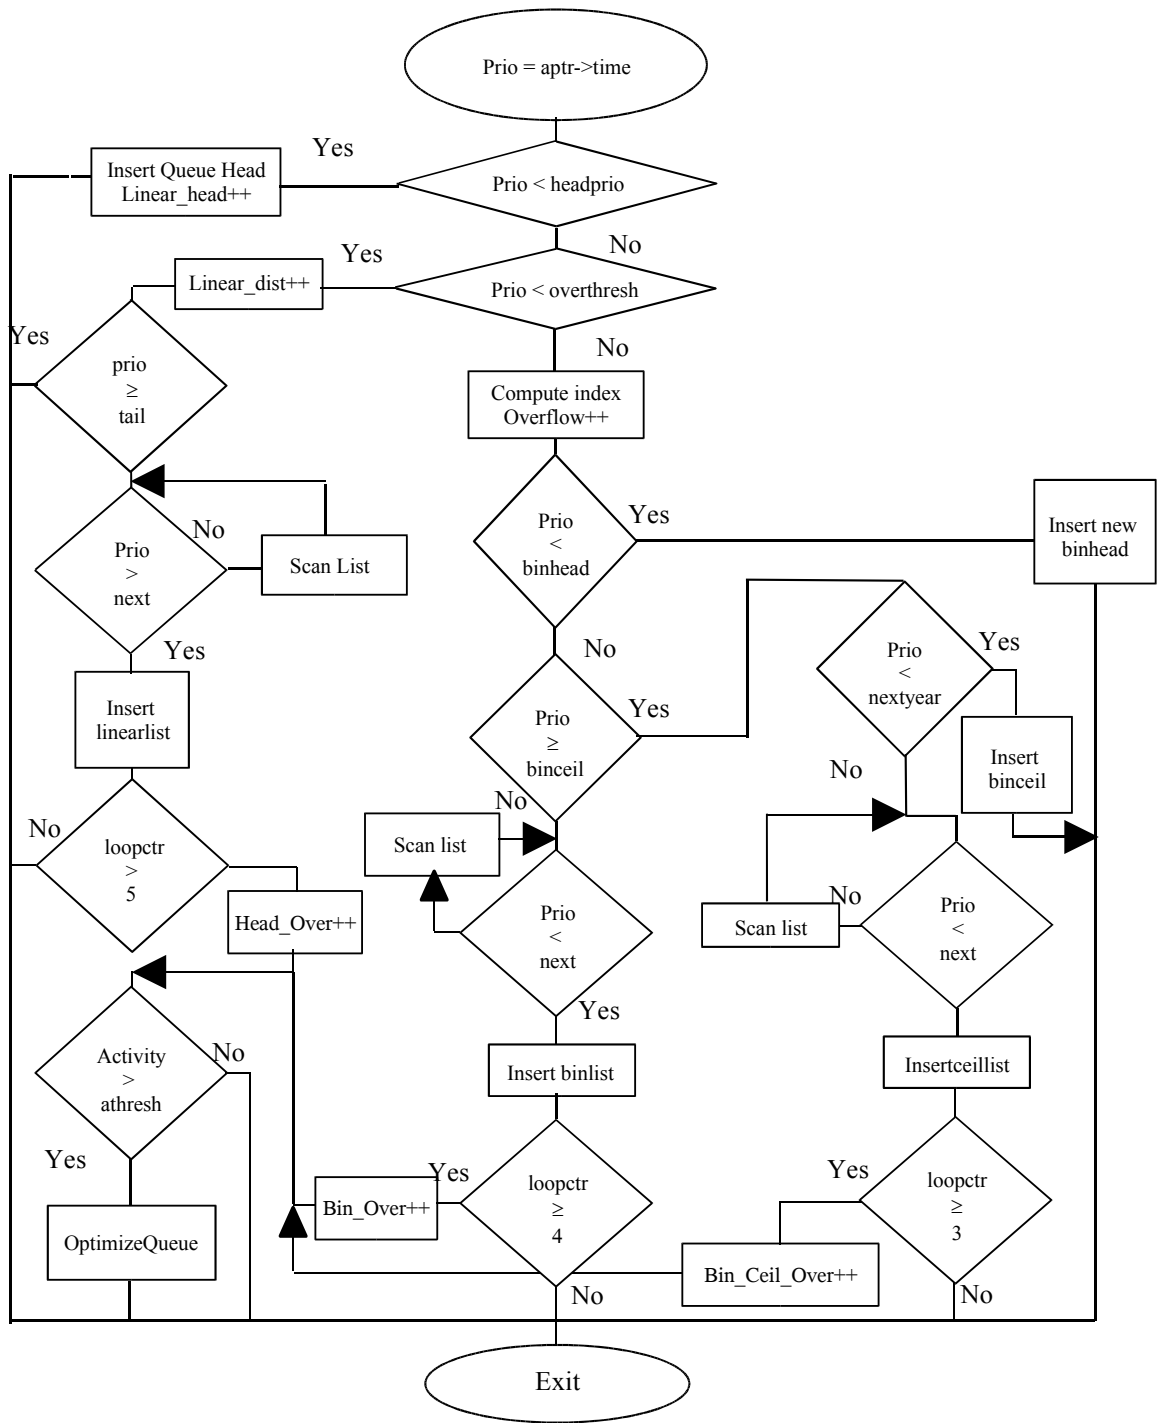 Prio = aptr->time
Yes
Insert Queue Head
Linear_head++
Prio < headprio
No
Yes
Linear_dist++
Prio < overthresh
Yes
No
prio
≥
tail
Compute index
Overflow++
Prio
<
binhead
Yes
Insert new
binhead
No
Prio
>
next
Scan List
Yes
No
Prio
<
nextyear
Yes
Insert
linearlist
Prio
≥
binceil
Yes
Insert
binceil
No
No
No
loopctr
>
5
Scan list
Head_Over++
Prio
<
next
No
Scan list
Prio
<
next
Yes
Activity
>
athresh
No
Insert binlist
Insertceillist
Yes
Yes
loopctr
≥
4
Bin_Over++
Yes
loopctr
≥
3
OptimizeQueue
Bin_Ceil_Over++
No
No
Exit